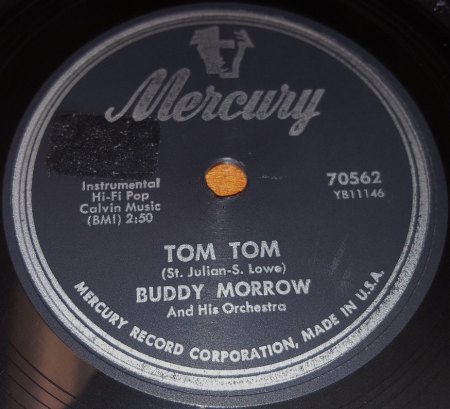 Mercury
Instrumental
Hi-Fi Pop
Calvin Music
(BMI) 2:50
70562
YB11146
TOM TOM
(St. Julian-S. Lowe)
BUDDY MORROW
And His Orchestra
MERCURY RECORD CORPORATION, MADE IN U.S.A.